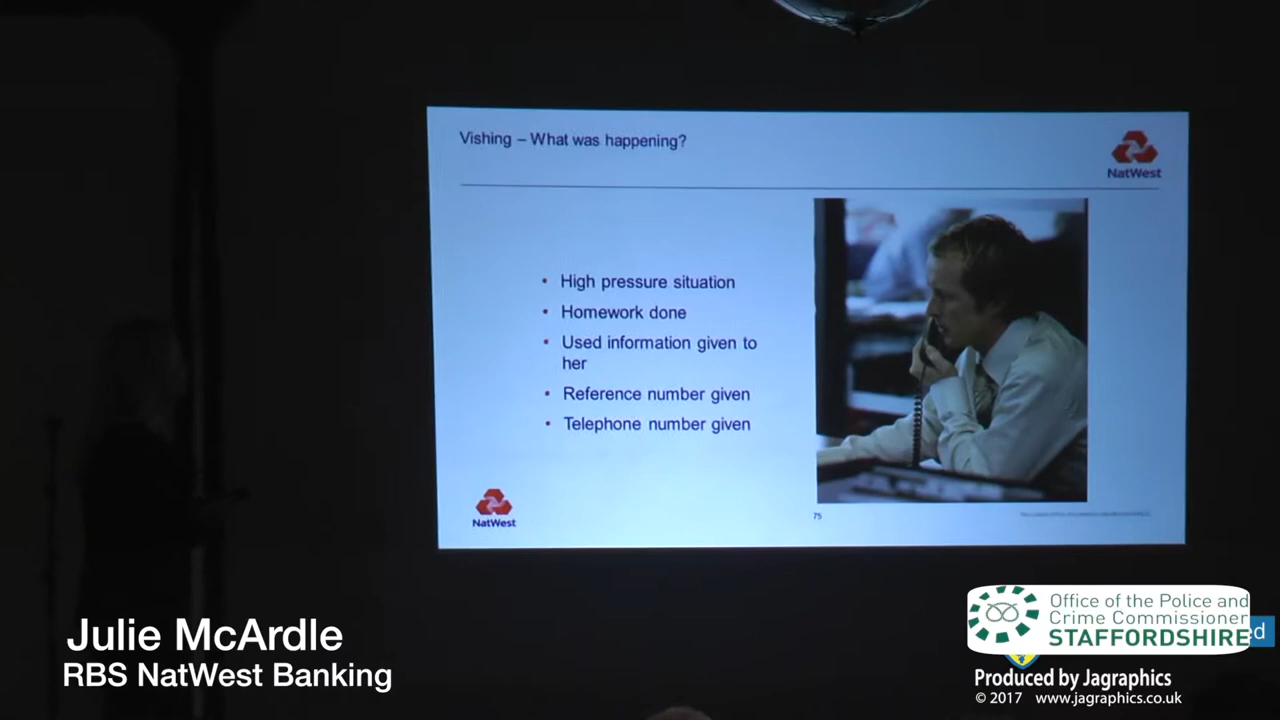 Vishing – What was happening?
NatWest
• High pressure situation
• Homework done
• Used information given to
her
• Reference number given
• Telephone number given
NatWest
75
Julie McArdle
RBS NatWest Banking
Office of the Police and
Crime Commissioner
STAFFORDSHIRE
ed
Produced by Jagraphics
© 2017 www.jagraphics.co.uk